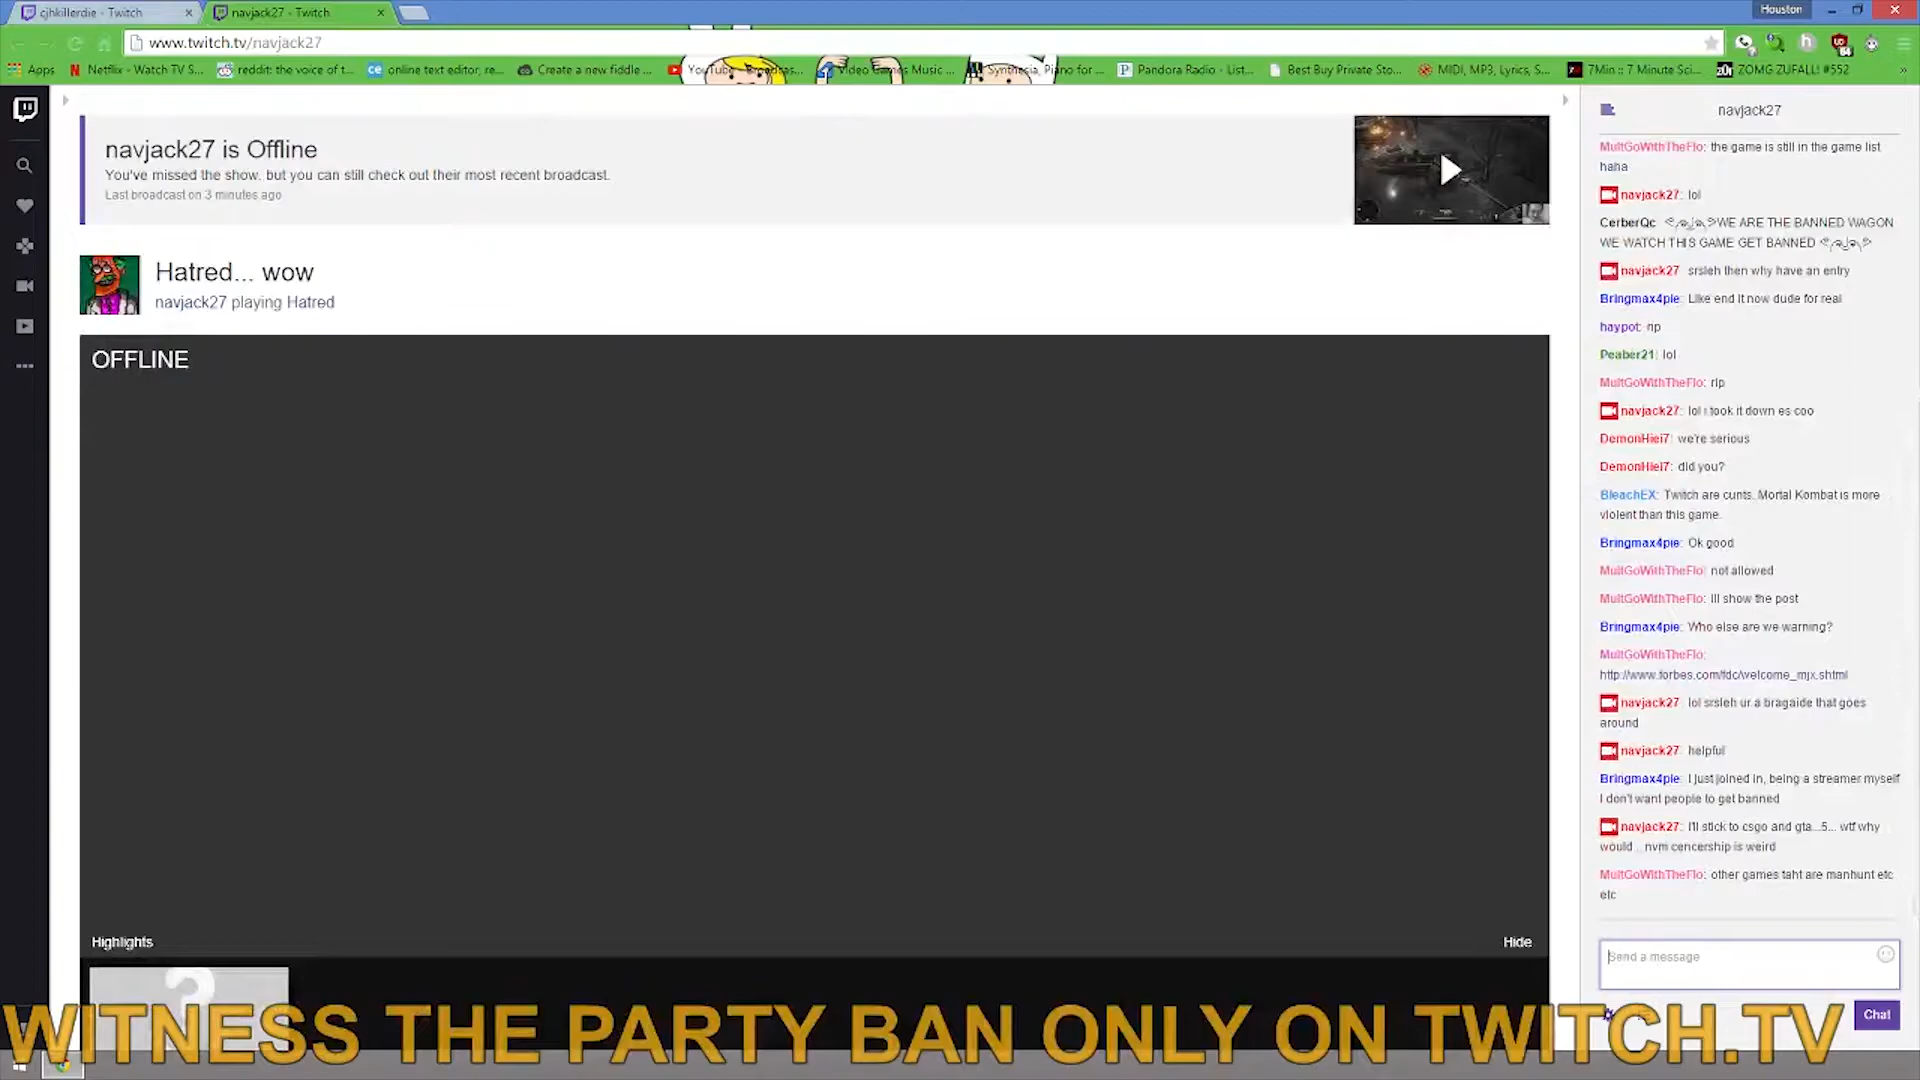 cjhkillerdie - Twitch
navjack27 - Twitch
Houston
www.twitch.tv/navjack27
Apps
Netflix - Watch TV S...
reddit: the voice of t...
online text editor, re...
Create a new fiddle ...
YouTube - Broadcas...
Video Games Music ...
Synthesia, Piano for ...
Pandora Radio - List...
Best Buy Private Sto...
MIDI, MP3, Lyrics, S...
7Min :: 7 Minute Sci...
ZOMG ZUFALL! #552
navjack27 is Offline
You've missed the show, but you can still check out their most recent broadcast.
Last broadcast on 3 minutes ago
Hatred... wow
navjack27 playing Hatred
OFFLINE
Highlights
Hide
navjack27
MultGoWithTheFlo: the game is still in the game list
haha
navjack27: lol
CerberQc WE ARE THE BANNED WAGON
WE WATCH THIS GAME GET BANNED
navjack27 srsleh then why have an entry
Bringmax4pie: Like end it now dude for real
haypot: rip
Peaber21: lol
MultGoWithTheFlo: rip
navjack27: lol i took it down es coo
DemonHiei7: we're serious
DemonHiei7: did you?
BleachEX: Twitch are cunts. Mortal Kombat is more
violent than this game.
Bringmax4pie: Ok good
MultGoWithTheFlo: not allowed
MultGoWithTheFlo: Ill show the post
Bringmax4pie: Who else are we warning?
MultGoWithTheFlo:
http://www.forbes.com/fdc/welcome_mjx.shtml
navjack27 lol srsleh ur a bragaide that goes
around
navjack27 helpful
Bringmax4pie: I just joined in, being a streamer myself
I don't want people to get banned
navjack27: I'll stick to csgo and gta...5... wtf why
would.. nvm cencership is weird
MultGoWithTheFlo: other games taht are manhunt etc
etc
Send a message
Chat
WITNESS THE PARTY BAN ONLY ON TWITCH.TV